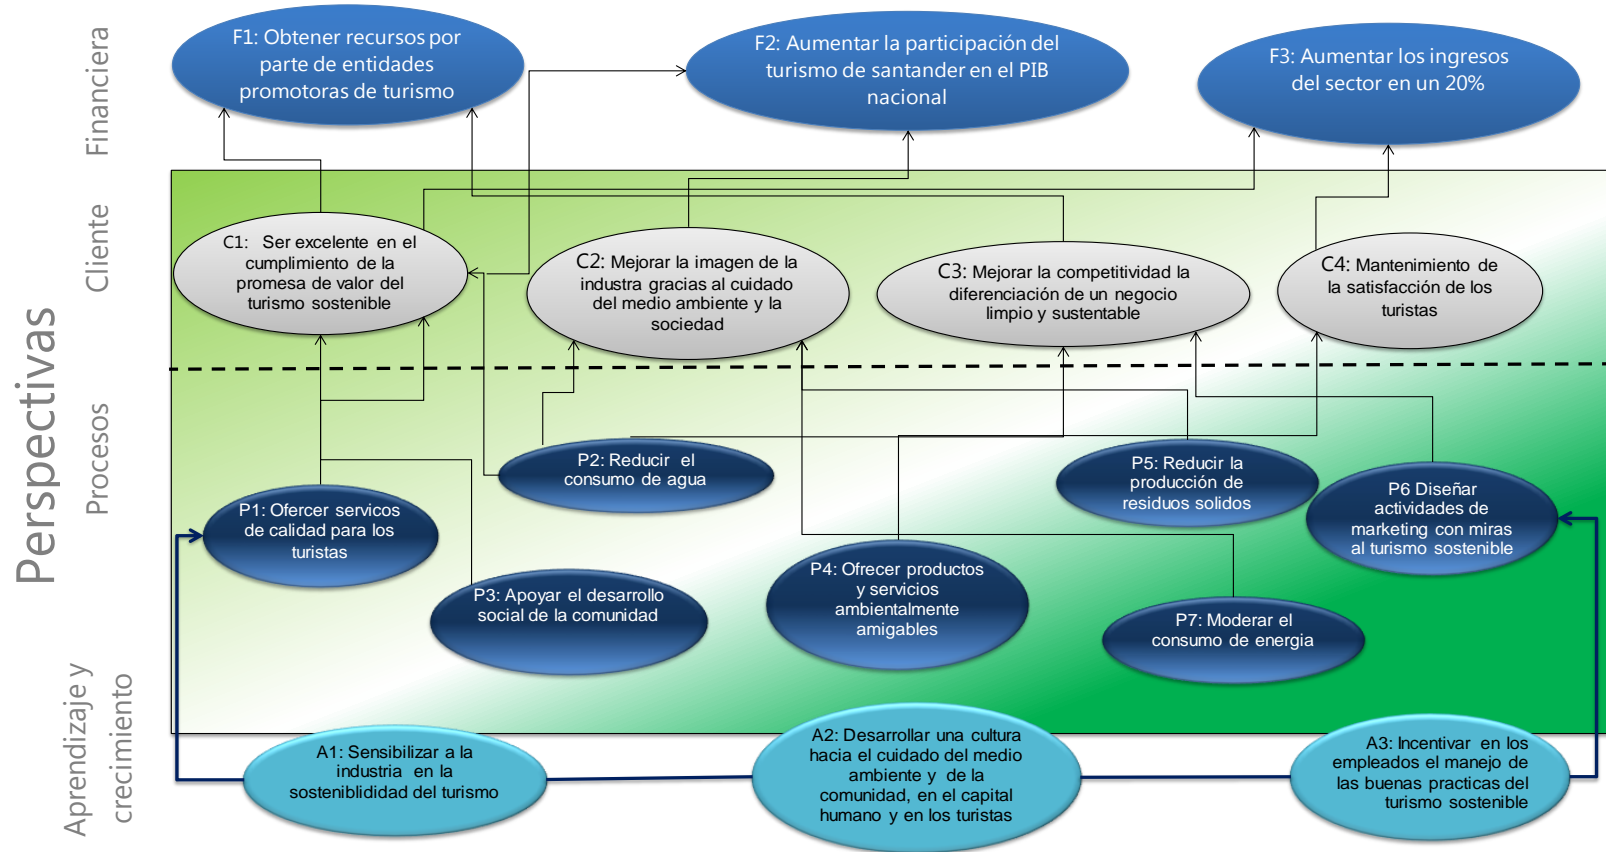 Perspectivas
Financiera
F1: Obtener recursos por
parte de entidades
promotoras de turismo
F2: Aumentar la participación del
turismo de santander en el PIB
nacional
F3: Aumentar los ingresos
del sector en un 20%
Cliente
C1: Ser excelente en el
cumplimiento de la
promesa de valor del
turismo sostenible
C2: Mejorar la imagen de la
industra gracias al cuidado
del medio ambiente y la
sociedad
C3: Mejorar la competitividad la
diferenciación de un negocio
limpio y sustentable
C4: Mantenimiento de
la satisfacción de los
turistas
Procesos
P1: Ofercer servicos
de calidad para los
turistas
P2: Reducir el
consumo de agua
P3: Apoyar el desarrollo
social de la comunidad
P4: Ofrecer productos
y servicios
ambientalmente
amigables
P5: Reducir la
producción de
residuos solidos
P6 Diseñar
actividades de
marketing con miras
al turismo sostenible
P7: Moderar el
consumo de energia
Aprendizaje y
crecimiento
A1: Sensibilizar a la
industria en la
sosteniblididad del turismo
A2: Desarrollar una cultura
hacia el cuidado del medio
ambiente y de la
comunidad, en el capital
humano y en los turistas
A3: Incentivar en los
empleados el manejo de
las buenas practicas del
turismo sostenible